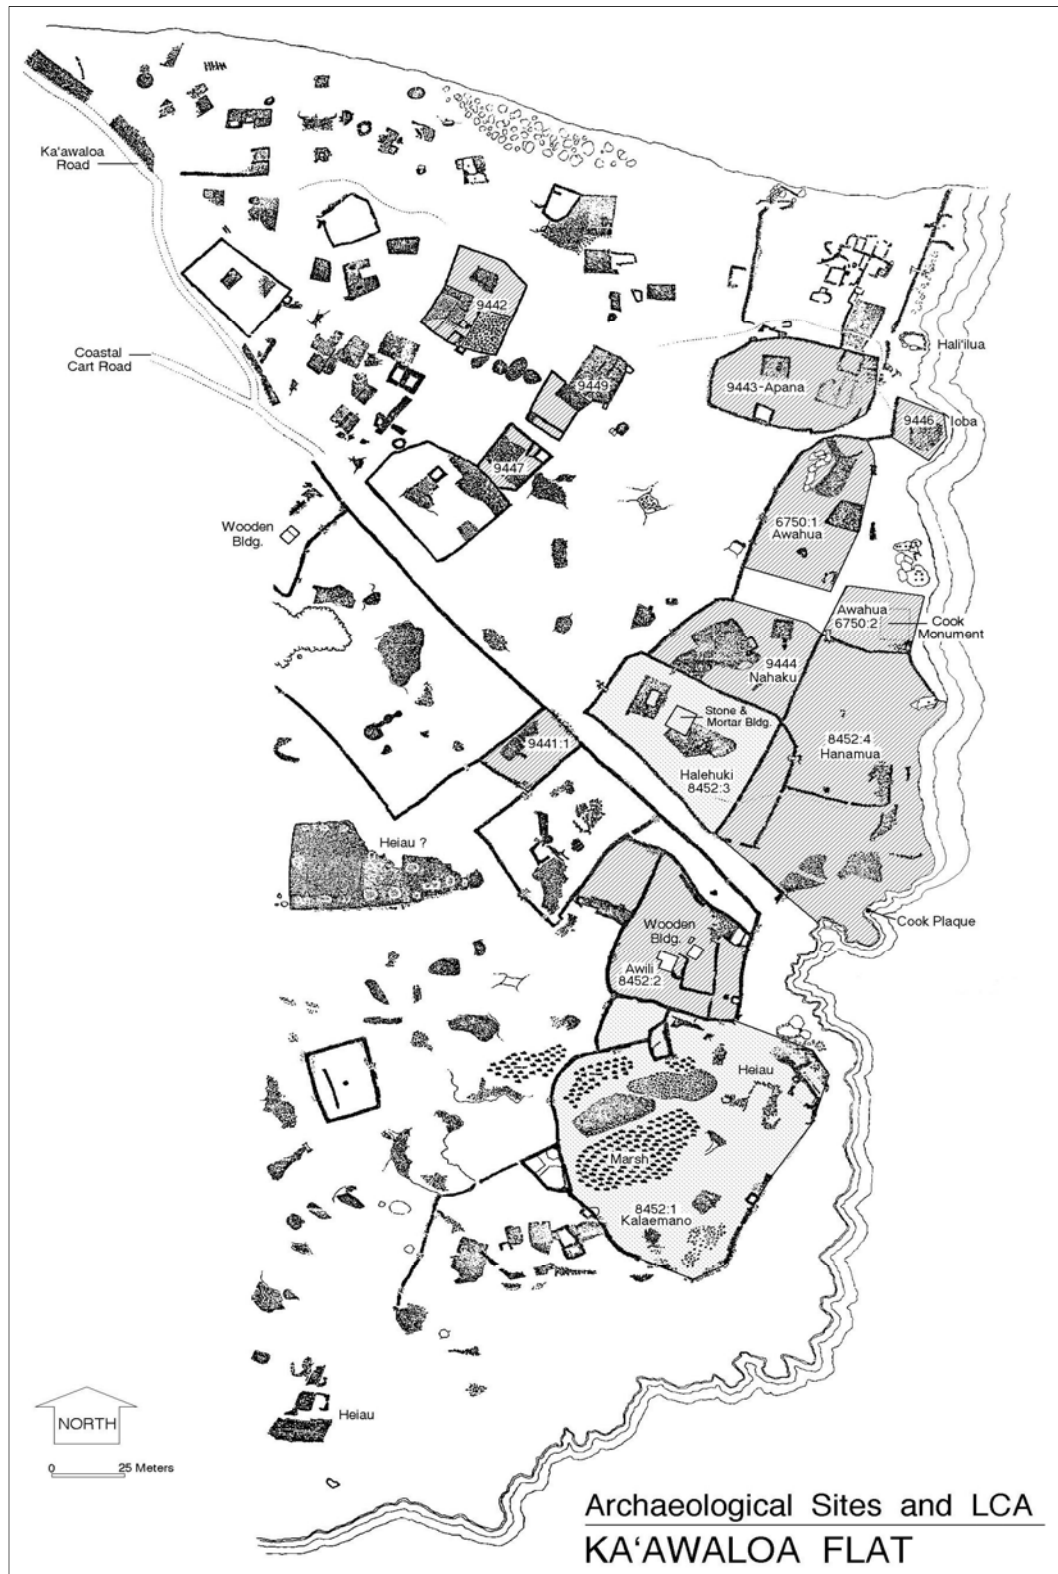 Ka'awaloa
Road
9442
Coastal
Cart Road
9449
9443-Apana
Hali'ilua
9446
Ioba
9447
Wooden
Bldg.
6750:1
Awahua
Awahua
6750:2
Cook
Monument
9444
Nahaku
Stone &
Mortar Bldg.
9441:1
8452:4
Hanamua
Halehuki
8452:3
Heiau ?
Cook Plaque
Wooden
Bldg.
Awili
8452:2
Heiau
Marsh
8452:1
Kalaemano
Heiau
NORTH
0 25 Meters
Archaeological Sites and LCA
KA'AWALOA FLAT